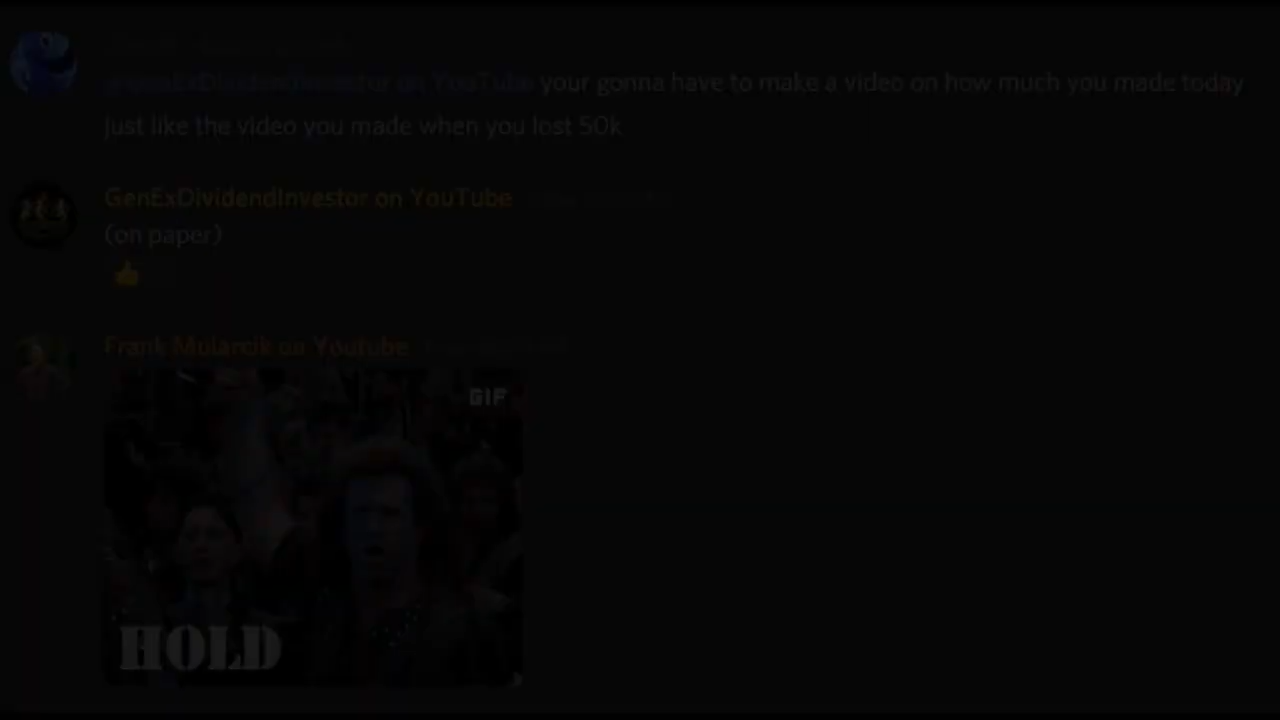 @GenExDividendInvestor on YouTube your gonna have to make a video on how much you made today
just like the video you made when you lost 50k
GenExDividendInvestor on YouTube
(on paper)
Frank Mularcik on Youtube
GIF
HOLD